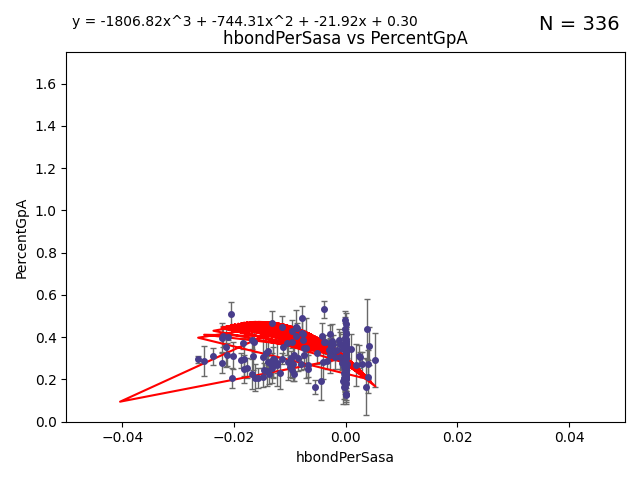 y = -1806.82x^3 + -744.31x^2 + -21.92x + 0.30
N = 336
hbondPerSasa vs PercentGpA
PercentGpA
1.6
1.4
1.2
1.0
0.8
0.6
0.4
0.2
0.0
−0.04 −0.02 0.00 0.02 0.04
hbondPerSasa